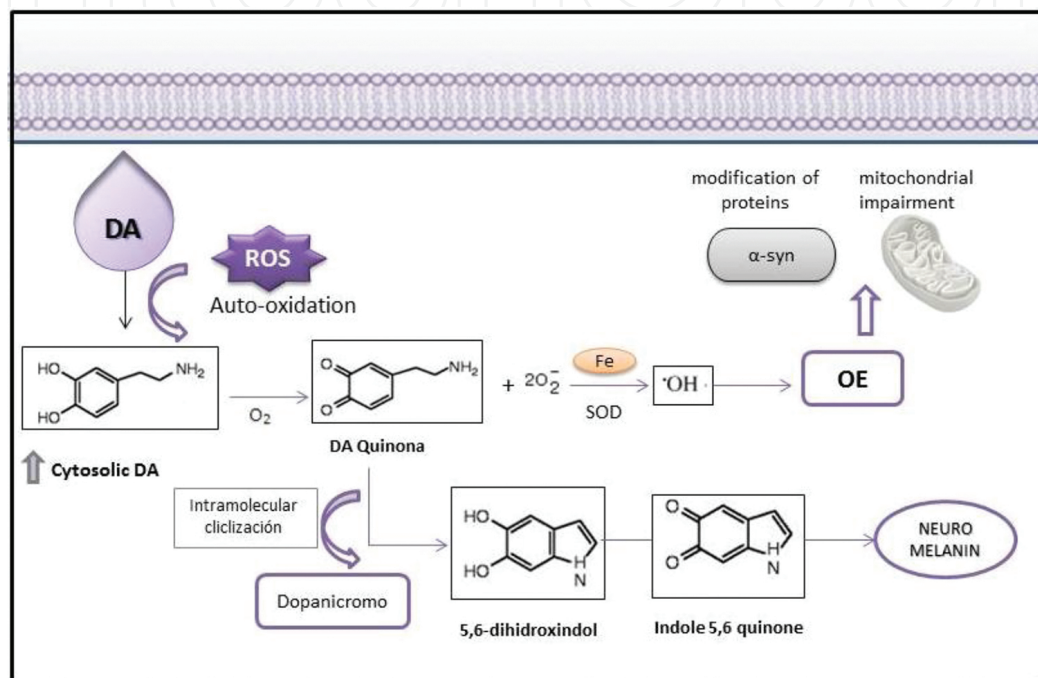 DA
ROS
Auto-oxidation
modification of
proteins
mitochondrial
impairment
α-syn
HO
HO
NH2
O2
O
O
NH2
DA Quinona
+ 2O2-
Fe
SOD
·OH ·
OE
Cytosolic DA
Intramolecular
cliclización
Dopanicromo
HO
HO
H
N
5,6-dihidroxindol
O
O
H
N
Indole 5,6 quinone
NEURO
MELANIN